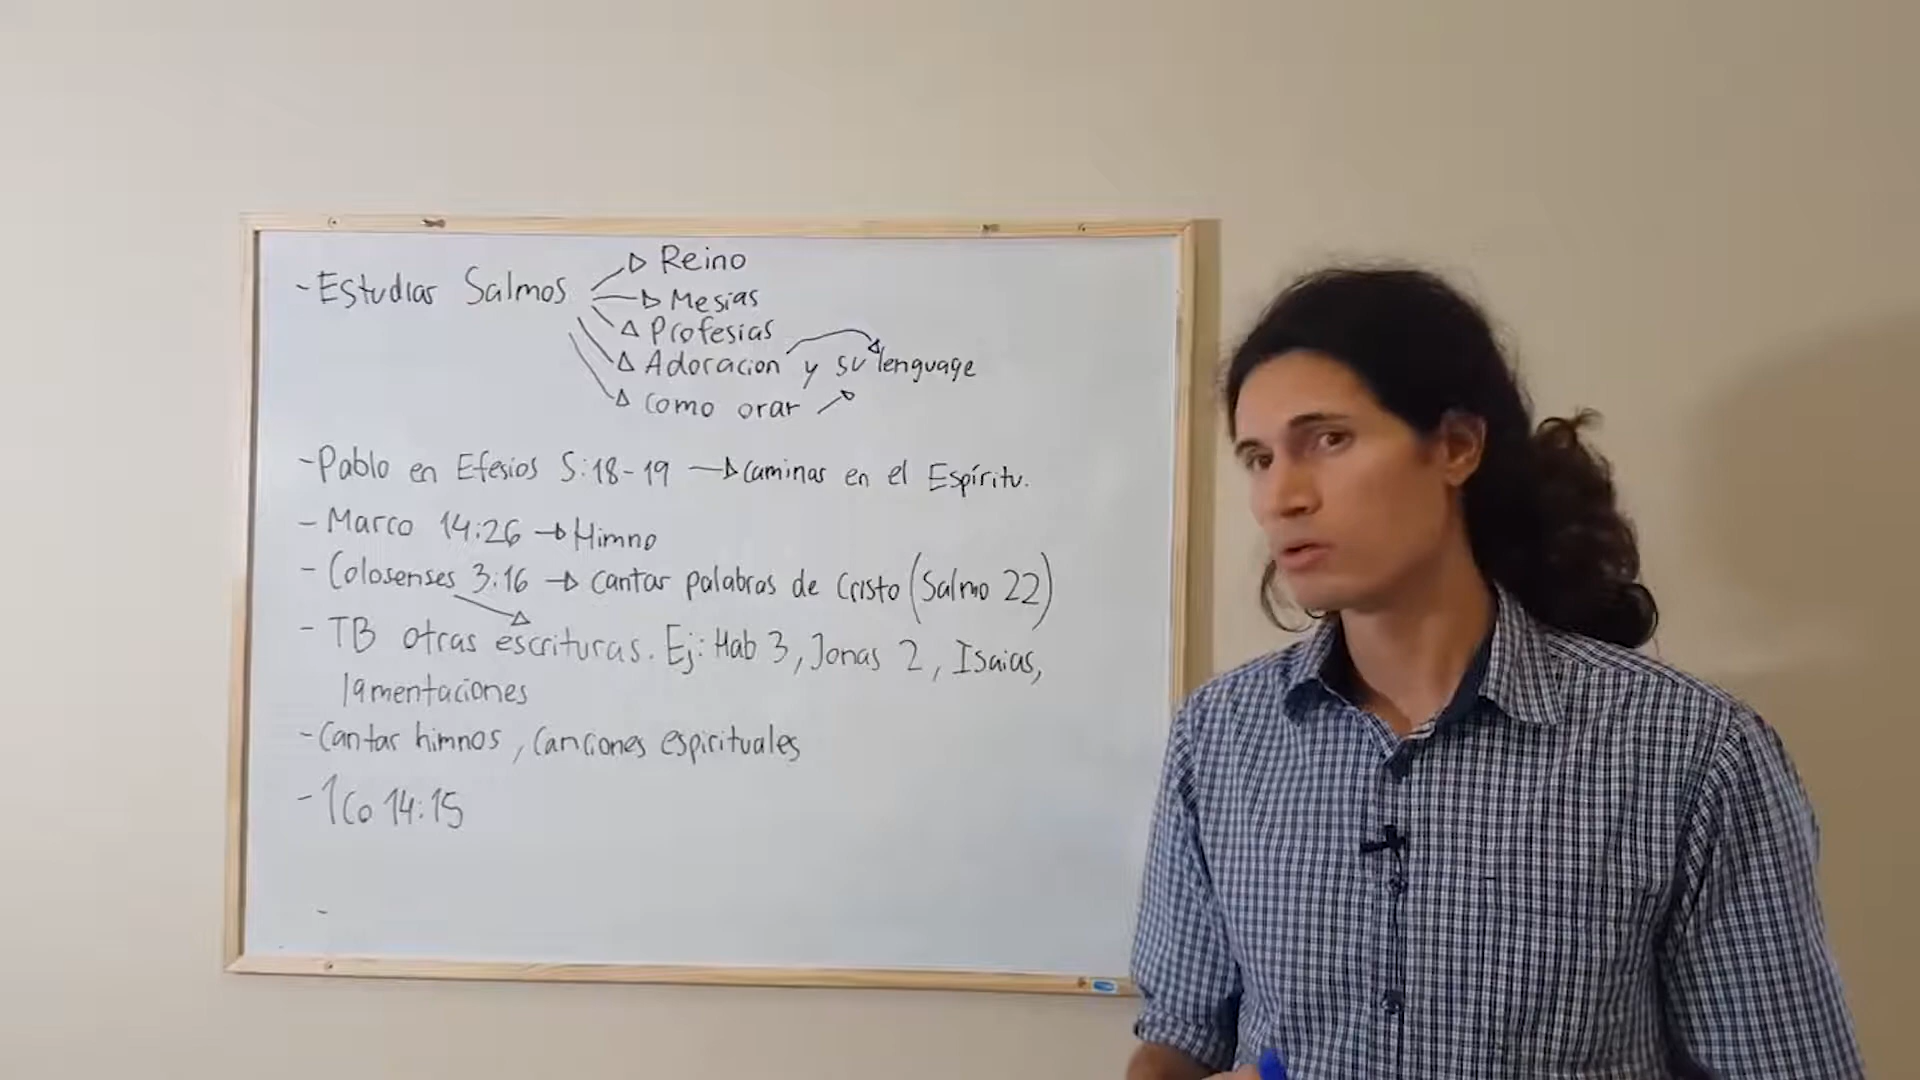 - Estudiar Salmos
Reino
Mesias
Profesias
Adoracion y su lenguage
como orar
- Pablo en Efesios 5:18-19 → Caminar en el Espíritu.
- Marco 14:26 → Himno
- Colosenses 3:16 → cantar palabras de Cristo (Salmo 22)
- TB otras escrituras. Ej: Hab 3, Jonas 2, Isaias,
lamentaciones
- Cantar himnos, canciones espirituales
- 1Co 14:15
-